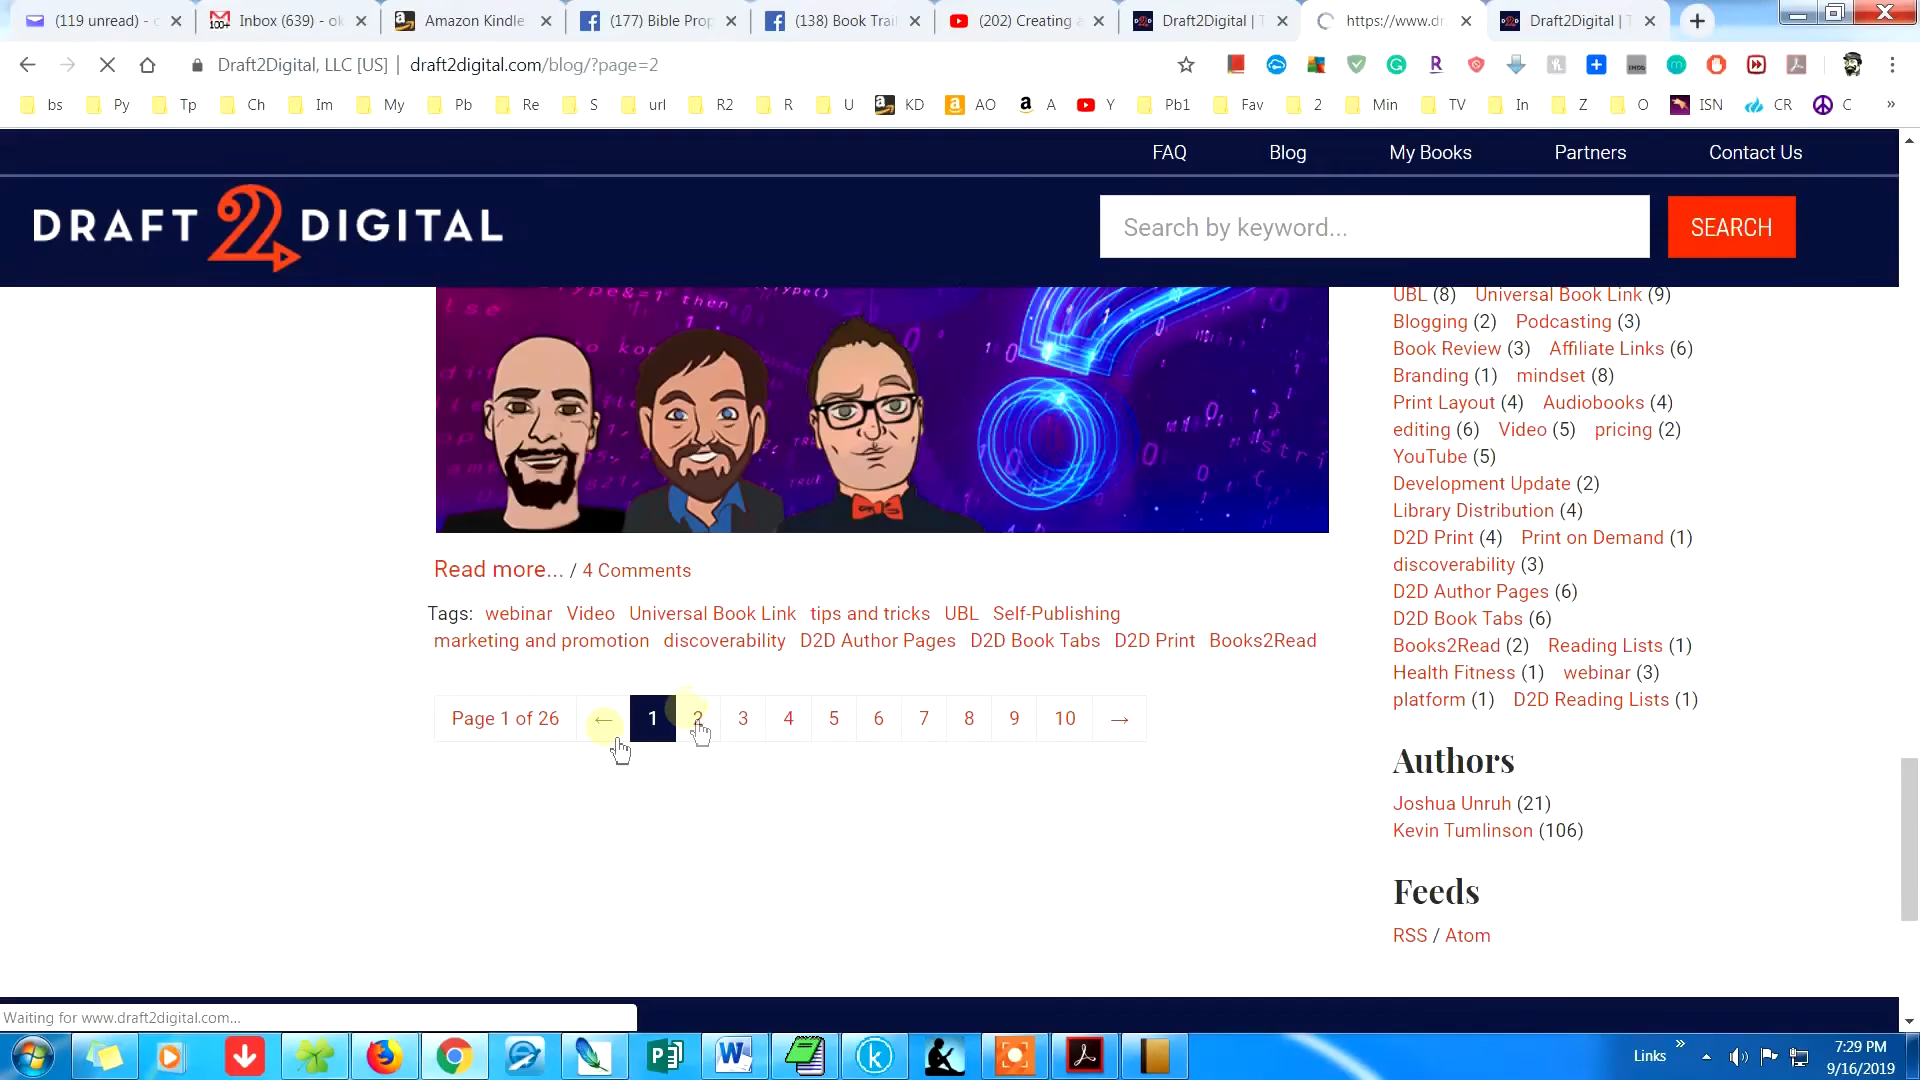 (119 unread) - c
Inbox (639) - ok
Amazon Kindle
(177) Bible Prop
(138) Book Trai
(202) Creating a
Draft2Digital | T
https://www.dr
Draft2Digital | T
Draft2Digital, LLC [US] | draft2digital.com/blog/?page=2
bs Py Tp Ch Im My Pb Re S url R2 R U KD AO A Y Pb1 Fav 2 Min TV In Z O ISN CR C »
FAQ Blog My Books Partners Contact Us
DRAFT 2 DIGITAL
Search by keyword...
SEARCH
Read more... / 4 Comments
Tags: webinar Video Universal Book Link tips and tricks UBL Self-Publishing
marketing and promotion discoverability D2D Author Pages D2D Book Tabs D2D Print Books2Read
Page 1 of 26 ← 1 2 3 4 5 6 7 8 9 10 →
UBL (8) Universal Book Link (9)
Blogging (2) Podcasting (3)
Book Review (3) Affiliate Links (6)
Branding (1) mindset (8)
Print Layout (4) Audiobooks (4)
editing (6) Video (5) pricing (2)
YouTube (5)
Development Update (2)
Library Distribution (4)
D2D Print (4) Print on Demand (1)
discoverability (3)
D2D Author Pages (6)
D2D Book Tabs (6)
Books2Read (2) Reading Lists (1)
Health Fitness (1) webinar (3)
platform (1) D2D Reading Lists (1)
Authors
Joshua Unruh (21)
Kevin Tumlinson (106)
Feeds
RSS / Atom
Waiting for www.draft2digital.com...
Links »
7:29 PM
9/16/2019